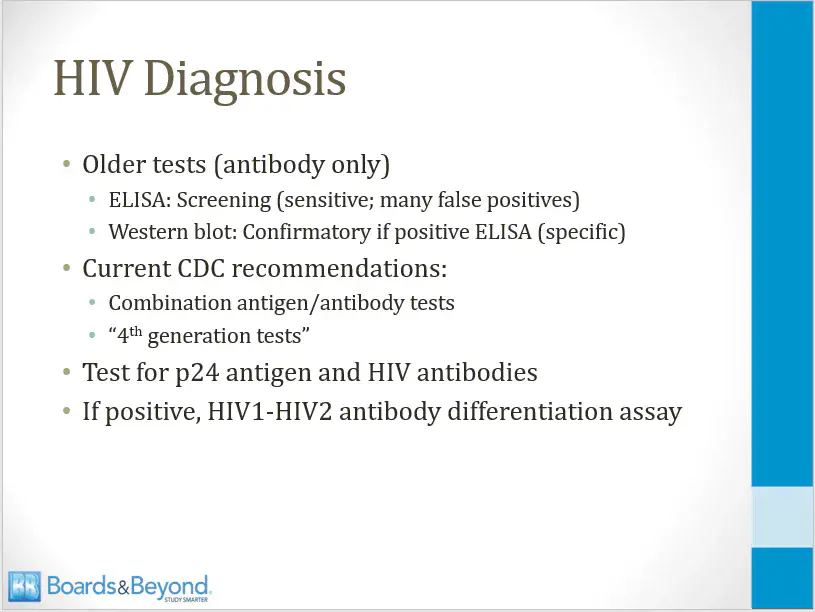 HIV Diagnosis
• Older tests (antibody only)
• ELISA: Screening (sensitive; many false positives)
• Western blot: Confirmatory if positive ELISA (specific)
• Current CDC recommendations:
• Combination antigen/antibody tests
• “4th generation tests”
• Test for p24 antigen and HIV antibodies
• If positive, HIV1-HIV2 antibody differentiation assay
BB Boards&Beyond.
STUDY SMARTER